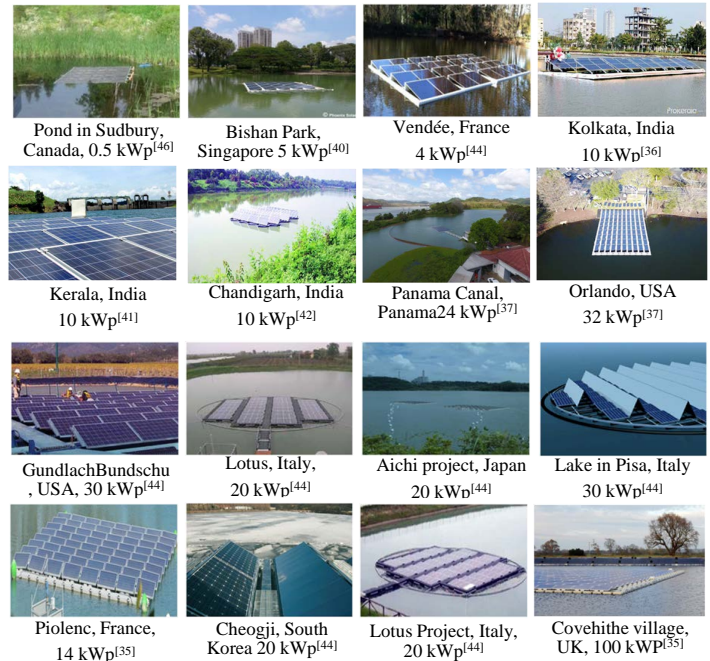 © Phoenix Solar
Prokerala
Pond in Sudbury,
Canada, 0.5 kWp[46]
Bishan Park,
Singapore 5 kWp[40]
Vendée, France
4 kWp[44]
Kolkata, India
10 kWp[36]
Kerala, India
10 kWp[41]
Chandigarh, India
10 kWp[42]
Panama Canal,
Panama24 kWp[37]
Orlando, USA
32 kWp[37]
GundlachBundschu
, USA, 30 kWp[44]
Lotus, Italy,
20 kWp[44]
Aichi project, Japan
20 kWp[44]
Lake in Pisa, Italy
30 kWp[44]
Piolenc, France,
14 kWp[35]
Cheogji, South
Korea 20 kWp[44]
Lotus Project, Italy,
20 kWp[44]
Covehithe village,
UK, 100 kWp[35]